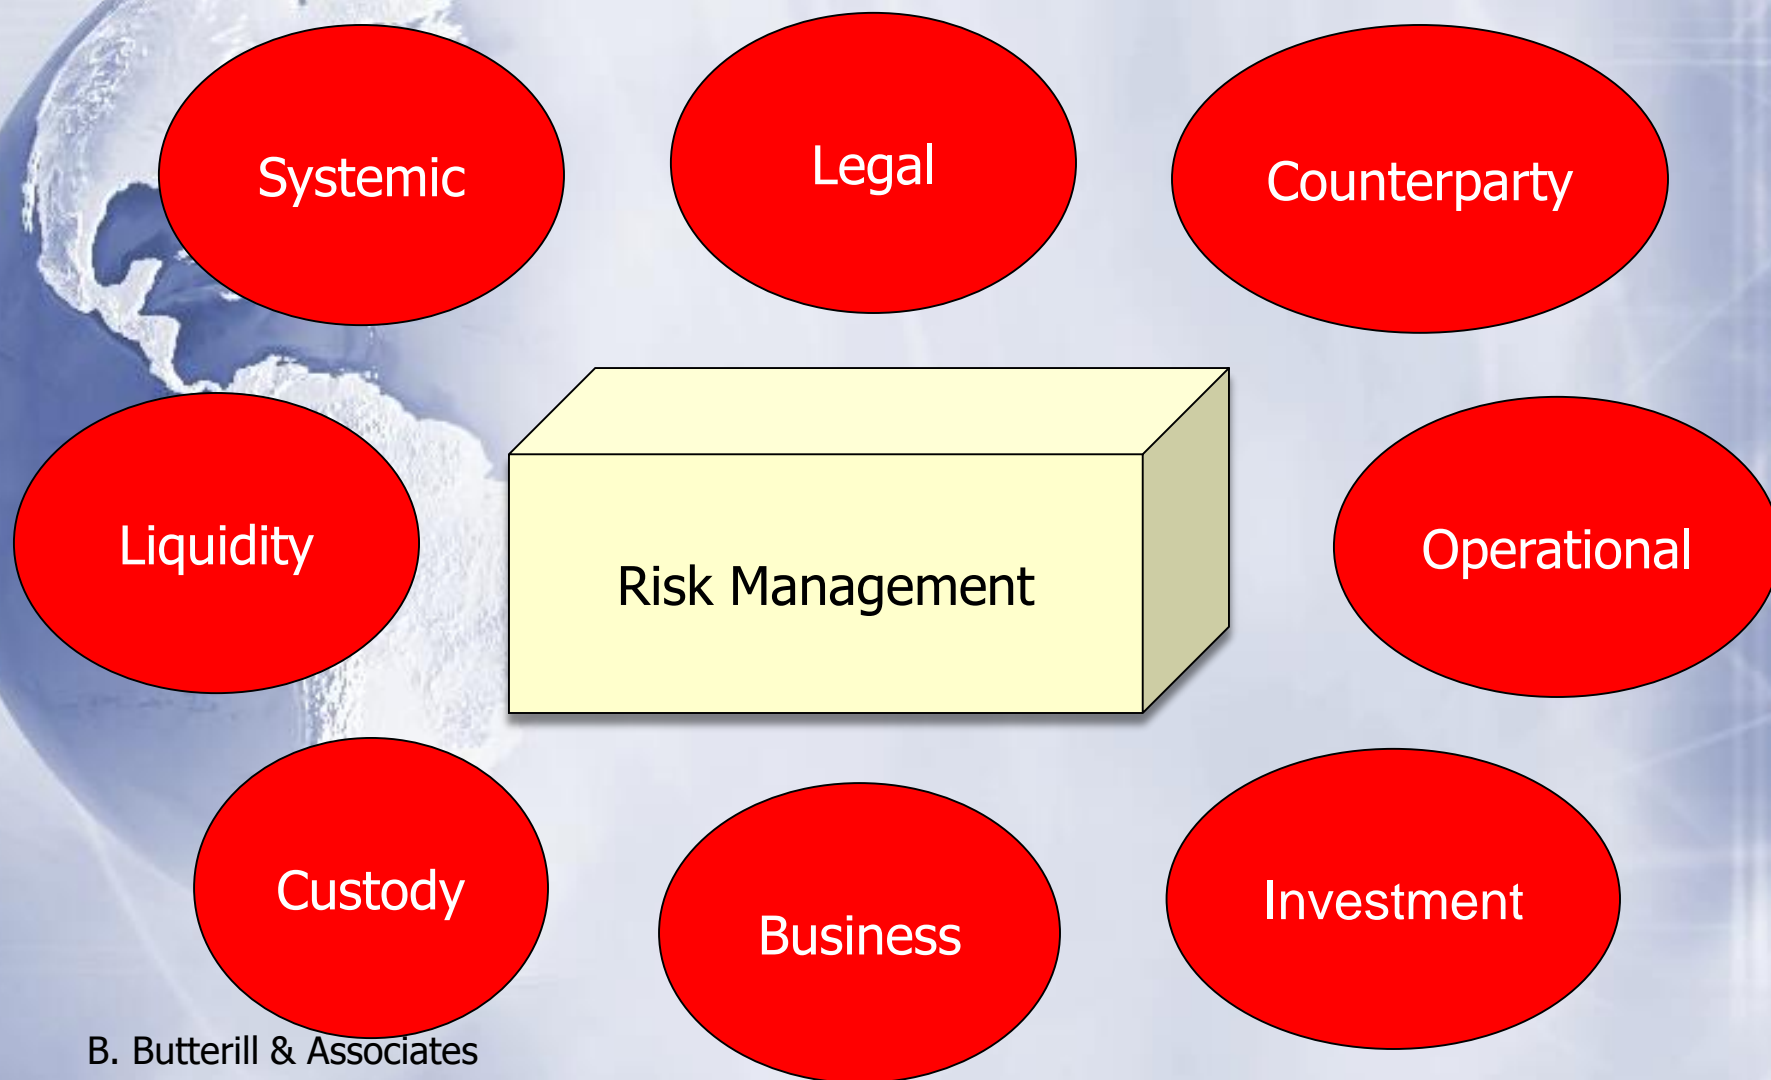 Systemic
Legal
Counterparty
Liquidity
Risk Management
Operational
Custody
Business
Investment
B. Butterill & Associates